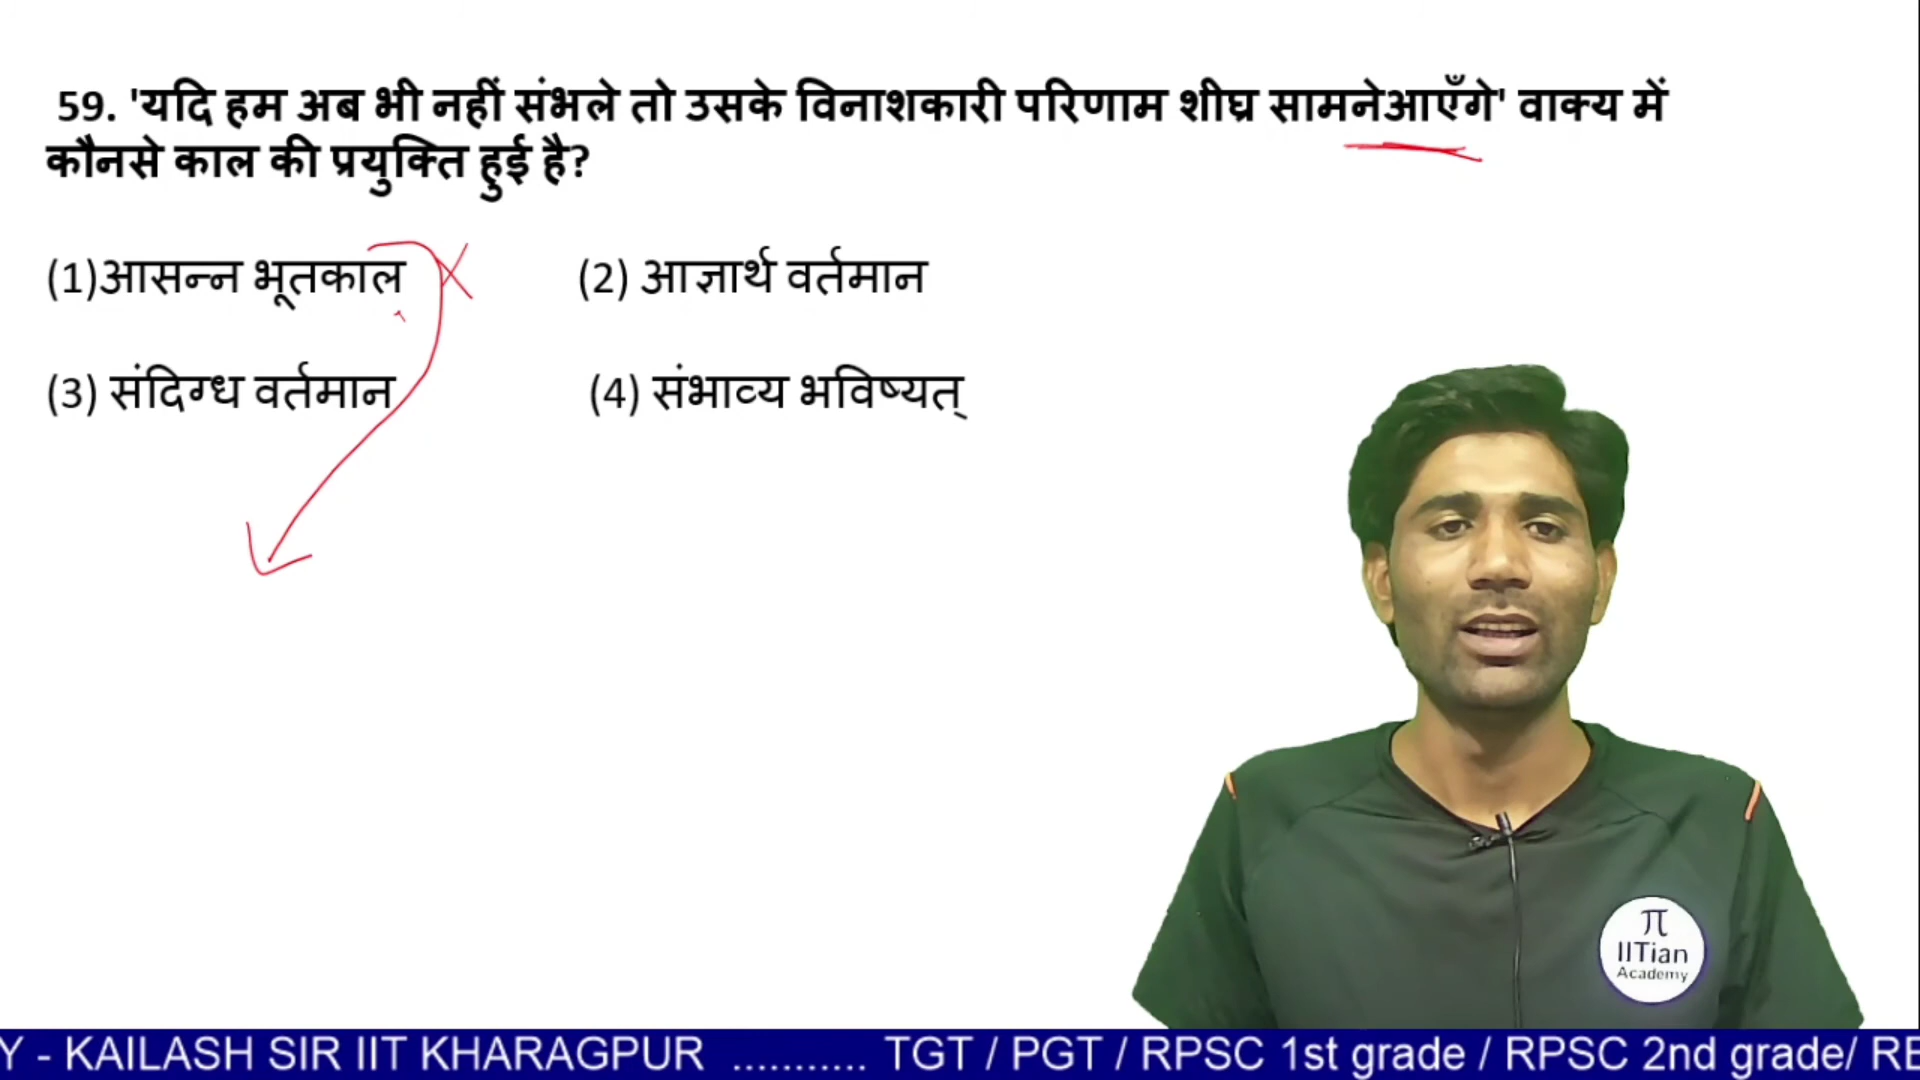 59. 'यदि हम अब भी नहीं संभले तो उसके विनाशकारी परिणाम शीघ्र सामनेआएँगे' वाक्य में
कौनसे काल की प्रयुक्ति हुई है?
(1)आसन्न भूतकाल (2) आज्ञार्थ वर्तमान
(3) संदिग्ध वर्तमान (4) संभाव्य भविष्यत्
π
IITian
Academy
Y - KAILASH SIR IIT KHARAGPUR ........... TGT / PGT / RPSC 1st grade / RPSC 2nd grade/ RE